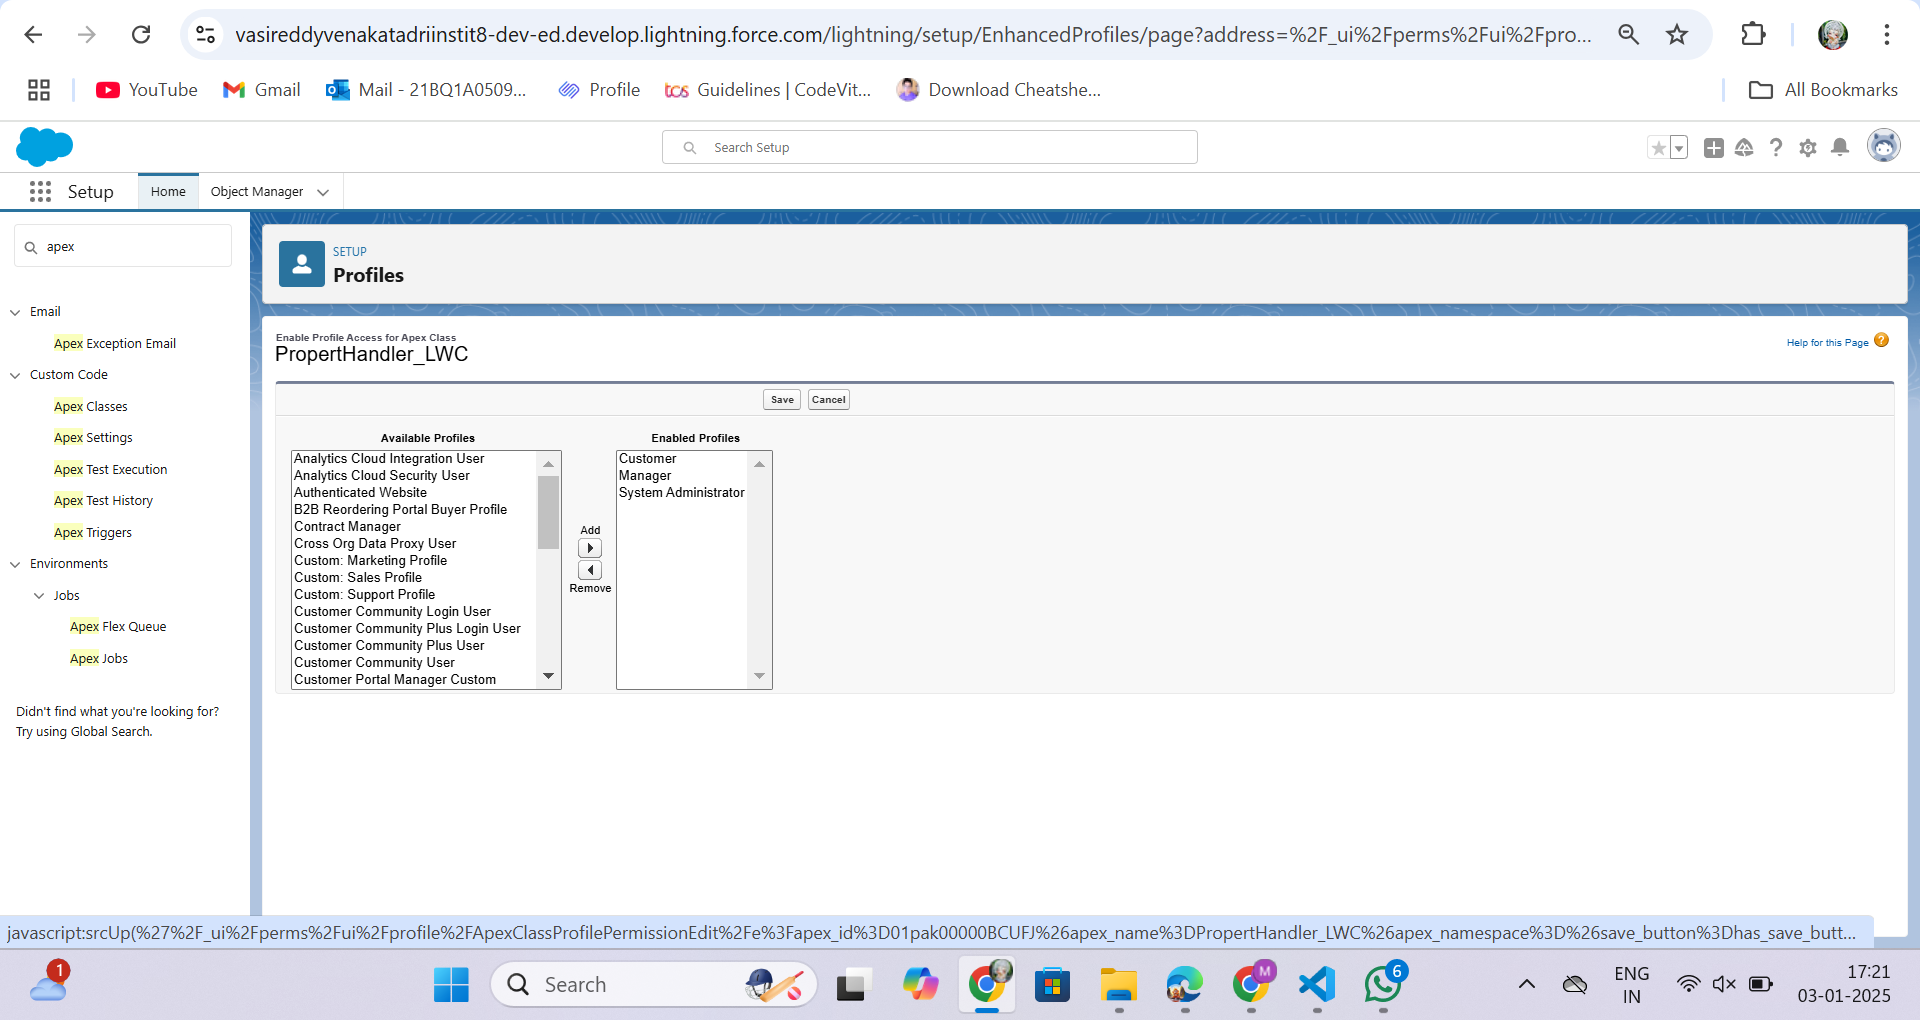 vasireddyvenakatadriinstit8-dev-ed.develop.lightning.force.com/lightning/setup/EnhancedProfiles/page?address=%2F_ui%2Fperms%2Fui%2Fpro...
YouTube
Gmail
Mail - 21BQ1A0509...
Profile
tcs Guidelines | CodeVit...
Download Cheatshe...
All Bookmarks
Search Setup
Setup
Home
Object Manager
apex
Email
Apex Exception Email
Custom Code
Apex Classes
Apex Settings
Apex Test Execution
Apex Test History
Apex Triggers
Environments
Jobs
Apex Flex Queue
Apex Jobs
Didn't find what you're looking for?
Try using Global Search.
SETUP
Profiles
Enable Profile Access for Apex Class
PropertHandler_LWC
Help for this Page ?
Save Cancel
Available Profiles
Analytics Cloud Integration User
Analytics Cloud Security User
Authenticated Website
B2B Reordering Portal Buyer Profile
Contract Manager
Cross Org Data Proxy User
Custom: Marketing Profile
Custom: Sales Profile
Custom: Support Profile
Customer Community Login User
Customer Community Plus Login User
Customer Community Plus User
Customer Community User
Customer Portal Manager Custom
Add
Remove
Enabled Profiles
Customer
Manager
System Administrator
javascript:srcUp(%27%2F_ui%2Fperms%2Fui%2Fprofile%2FApexClassProfilePermissionEdit%2Fe%3Fapex_id%3D01pak00000BCUFJ%26apex_name%3DPropertHandler_LWC%26apex_namespace%3D%26save_button%3Dhas_save_butt...
1
Search
M
6
ENG
IN
17:21
03-01-2025